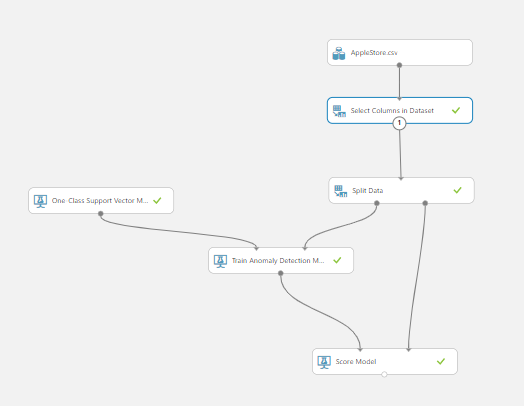 AppleStore.csv
Select Columns in Dataset
1
Split Data
One-Class Support Vector M...
Train Anomaly Detection M...
Score Model